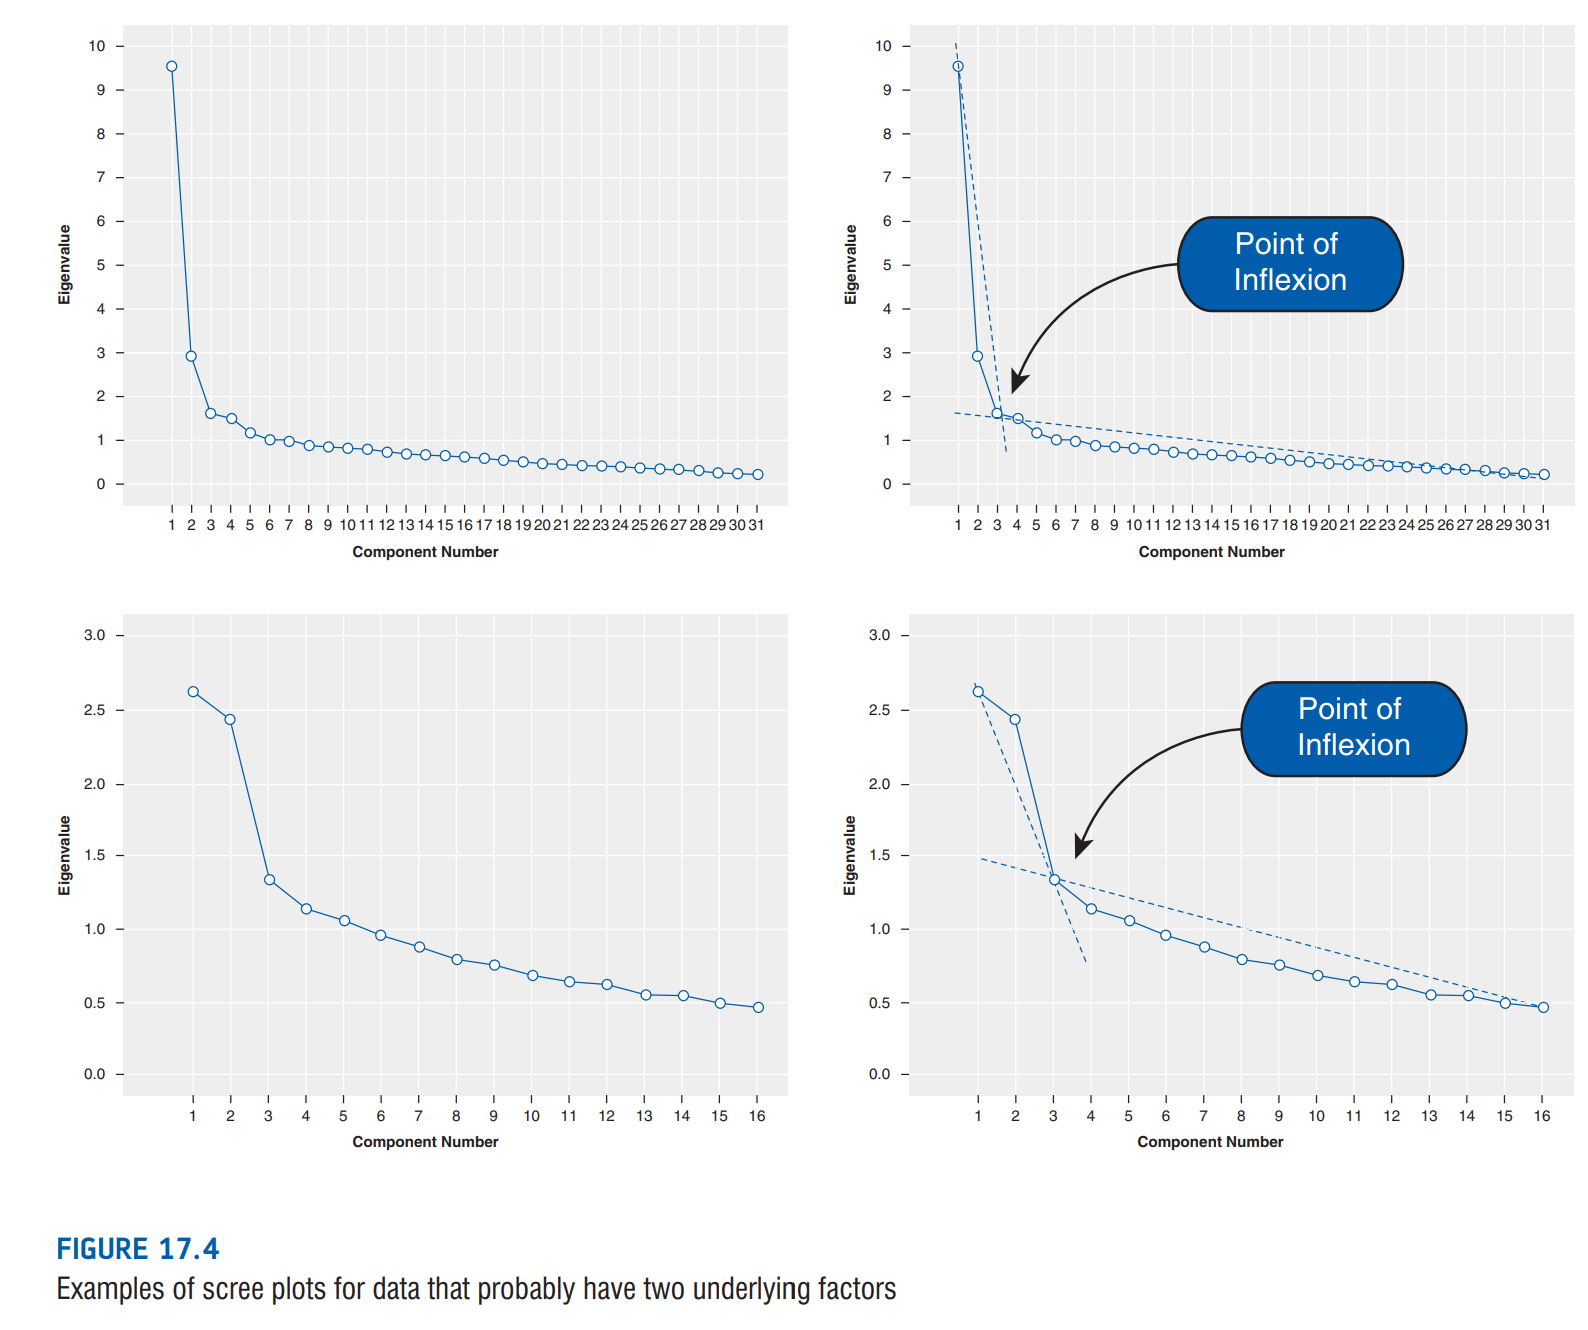 10
9
8
7
6
5
4
3
2
1
0
Eigenvalue
1 2 3 4 5 6 7 8 9 10 11 12 13 14 15 16 17 18 19 20 21 22 23 24 25 26 27 28 29 30 31
Component Number
10
9
8
7
6
5
4
3
2
1
0
Eigenvalue
Point of
Inflexion
1 2 3 4 5 6 7 8 9 10 11 12 13 14 15 16 17 18 19 20 21 22 23 24 25 26 27 28 29 30 31
Component Number
3.0
2.5
2.0
1.5
1.0
0.5
0.0
Eigenvalue
1 2 3 4 5 6 7 8 9 10 11 12 13 14 15 16
Component Number
3.0
2.5
2.0
1.5
1.0
0.5
0.0
Eigenvalue
Point of
Inflexion
1 2 3 4 5 6 7 8 9 10 11 12 13 14 15 16
Component Number
FIGURE 17.4
Examples of scree plots for data that probably have two underlying factors